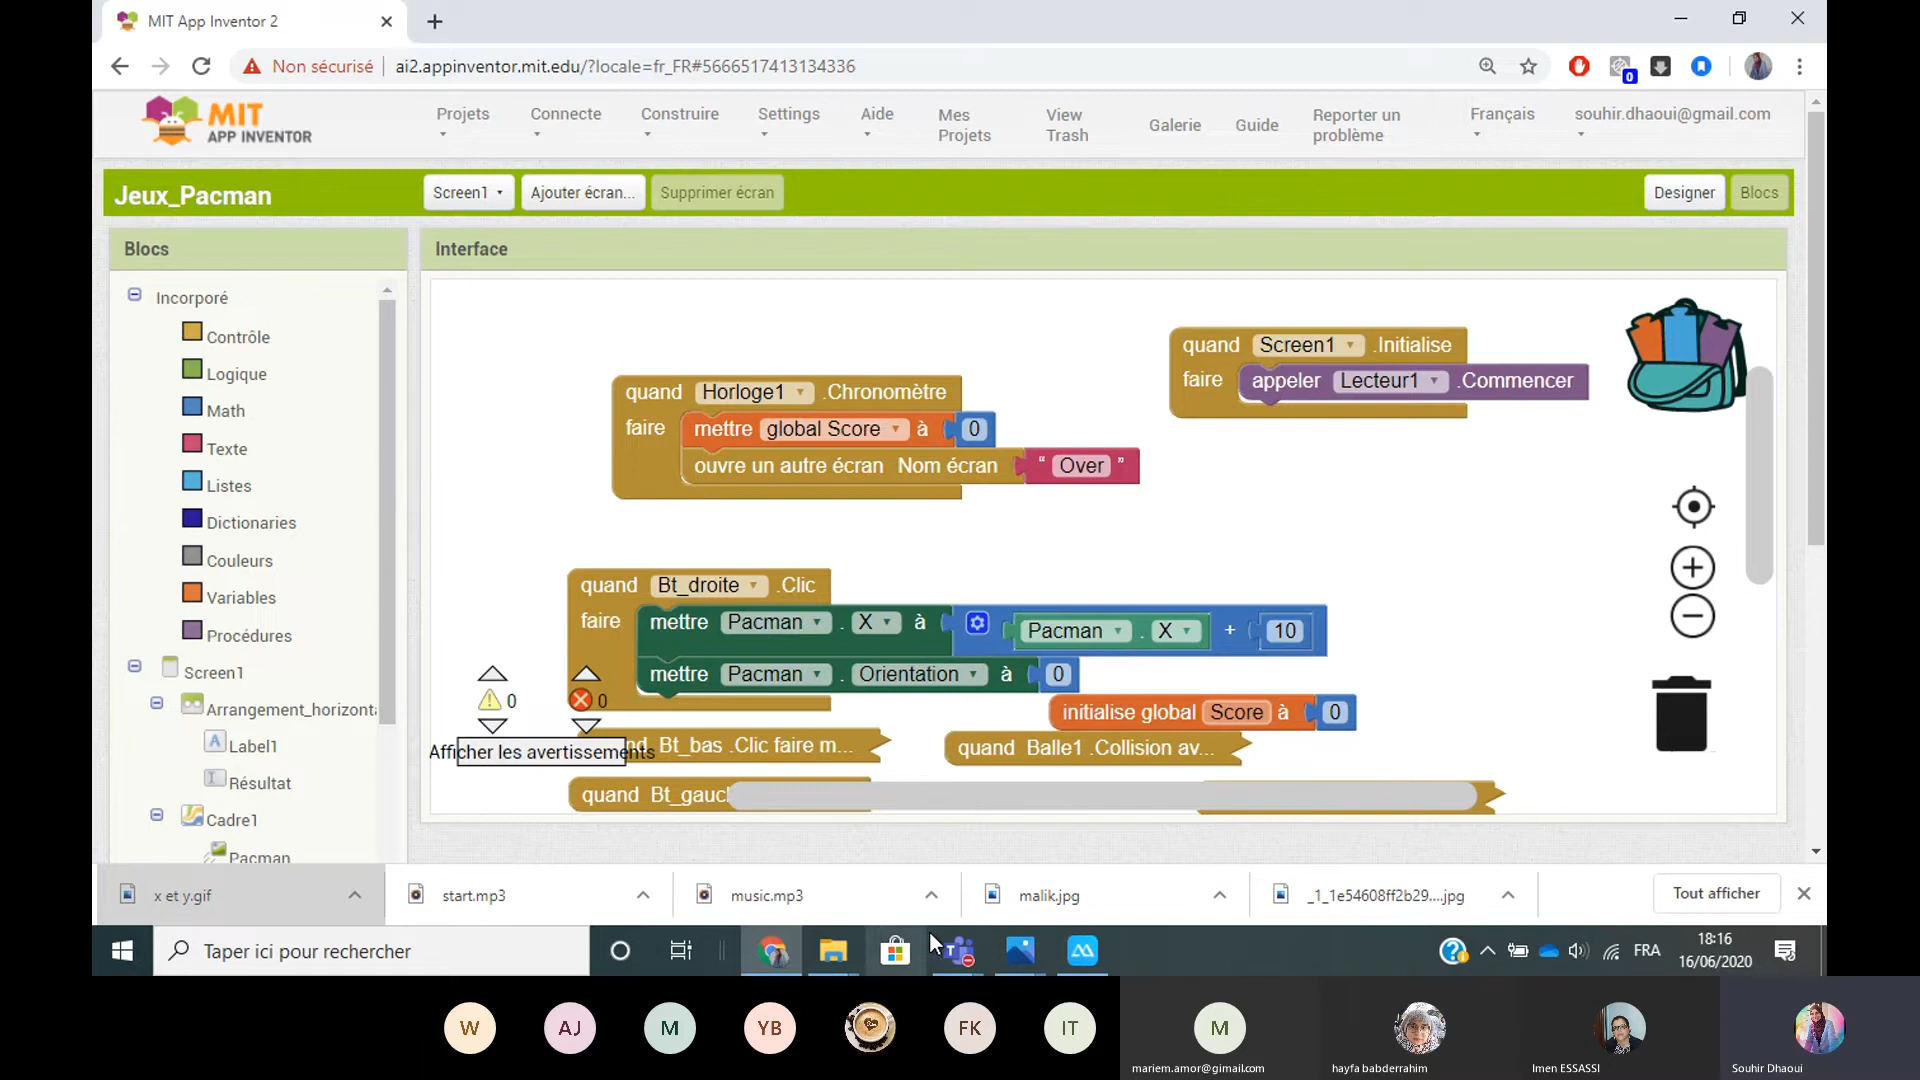 MIT App Inventor 2
Non sécurisé
ai2.appinventor.mit.edu/?locale=fr_FR#5666517413134336
0
MIT
APP INVENTOR
Projets
Connecte
Construire
Settings
Aide
Mes
Projets
View
Trash
Galerie
Guide
Reporter un
problème
Français
souhir.dhaoui@gmail.com
Jeux_Pacman
Screen1
Ajouter écran...
Supprimer écran
Designer
Blocs
Blocs
Interface
Incorporé
Contrôle
Logique
Math
Texte
Listes
Dictionaries
Couleurs
Variables
Procédures
Screen1
Arrangement_horizont
Label1
Résultat
Cadre1
Pacman
quand Horloge1 .Chronomètre
faire mettre global Score à 0
ouvre un autre écran Nom écran " Over "
quand Screen1 .Initialise
faire appeler Lecteur1 .Commencer
quand Bt_droite .Clic
faire mettre Pacman . X à Pacman . X + 10
mettre Pacman . Orientation à 0
initialise global Score à 0
0
0
Afficher les avertissements
Bt_bas .Clic faire m...
quand Balle1 .Collision av...
quand Bt_gauc
x et y.gif
start.mp3
music.mp3
malik.jpg
_1_1e54608ff2b29....jpg
Tout afficher
Taper ici pour rechercher
FRA
18:16
16/06/2020
W
AJ
M
YB
FK
IT
M
mariem.amor@gimail.com
hayfa babderrahim
Imen ESSASSI
Souhir Dhaoui